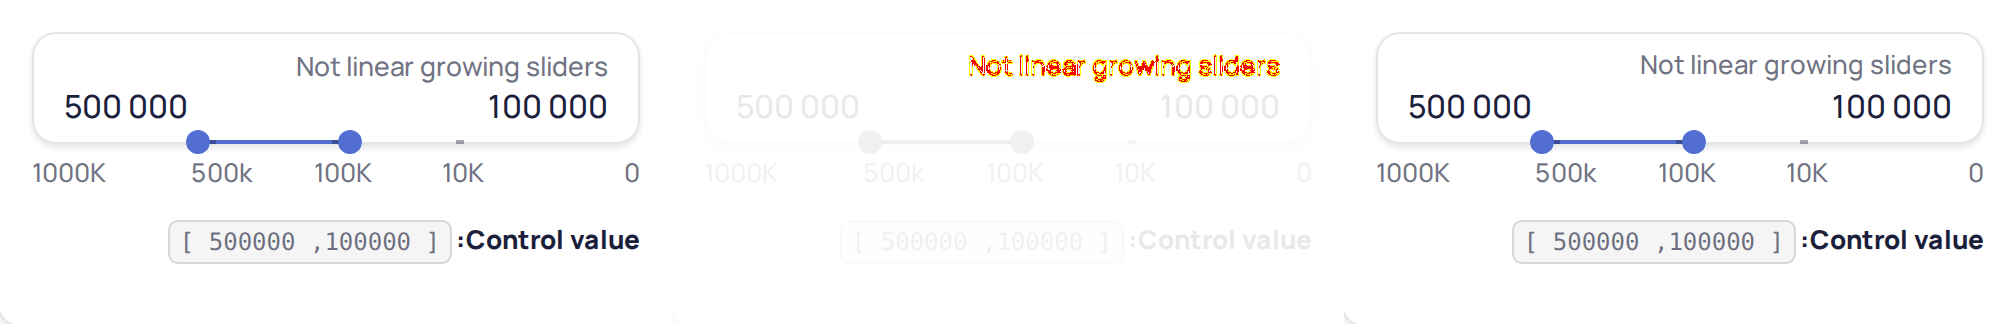 Not linear growing sliders
500 000 100 000
1000K 500k 100K 10K 0
[ 500000 ,100000 ] :Control value
Not linear growing sliders
500 000 100 000
1000K 500k 100K 10K 0
[ 500000 ,100000 ] :Control value
Not linear growing sliders
500 000 100 000
1000K 500k 100K 10K 0
[ 500000 ,100000 ] :Control value